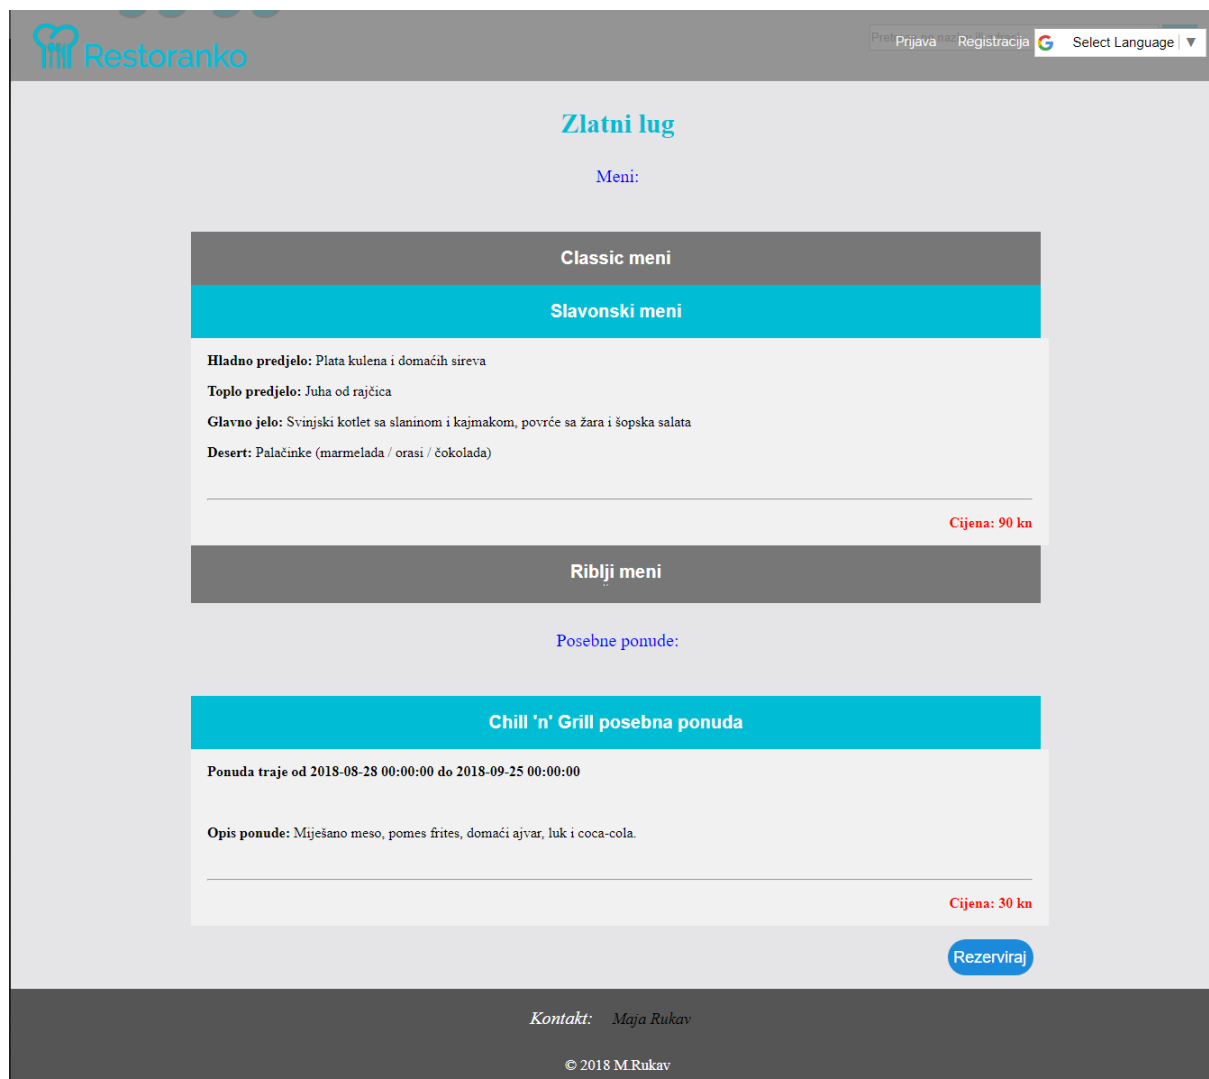 Restoranko
Prijava Registracija Select Language ▼
Zlatni lug
Meni:
Classic meni
Slavonski meni
Hladno predjelo: Plata kulena i domaćih sireva
Toplo predjelo: Juha od rajčica
Glavno jelo: Svinjski kotlet sa slaninom i kajmakom, povrće sa žara i šopska salata
Desert: Palačinke (marmelada / orasi / čokolada)
Cijena: 90 kn
Riblji meni
Posebne ponude:
Chill 'n' Grill posebna ponuda
Ponuda traje od 2018-08-28 00:00:00 do 2018-09-25 00:00:00
Opis ponude: Miješano meso, pomes frites, domaći ajvar, luk i coca-cola.
Cijena: 30 kn
Rezerviraj
Kontakt: Maja Rukav
© 2018 M.Rukav